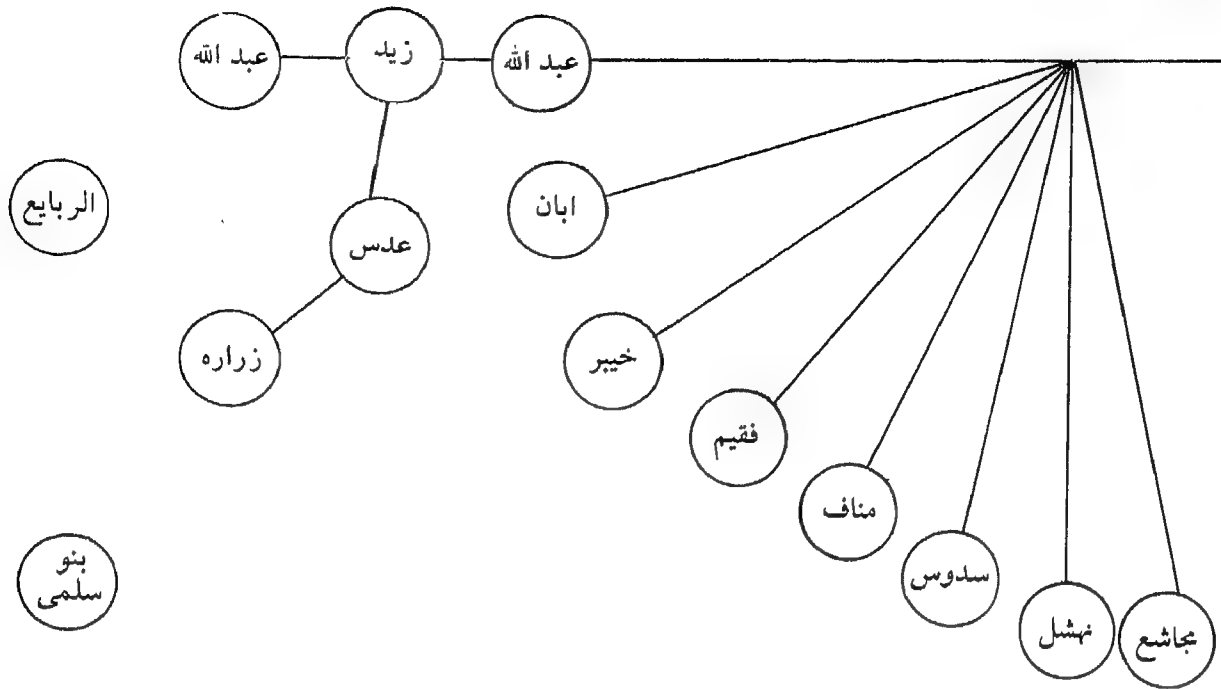 عبد الله
زيد
عبد الله
ابان
الربايع
عدس
خيبر
زراره
فقيم
مناف
سدوس
بنو
سلمى
نهشل
مجاشع